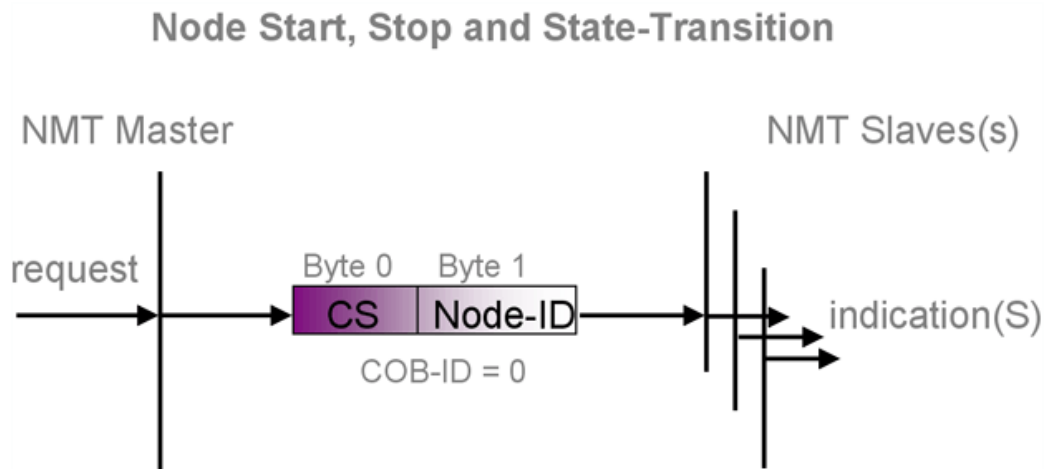 Node Start, Stop and State-Transition
NMT Master
NMT Slaves(s)
request
Byte 0
Byte 1
CS
Node-ID
indication(S)
COB-ID = 0